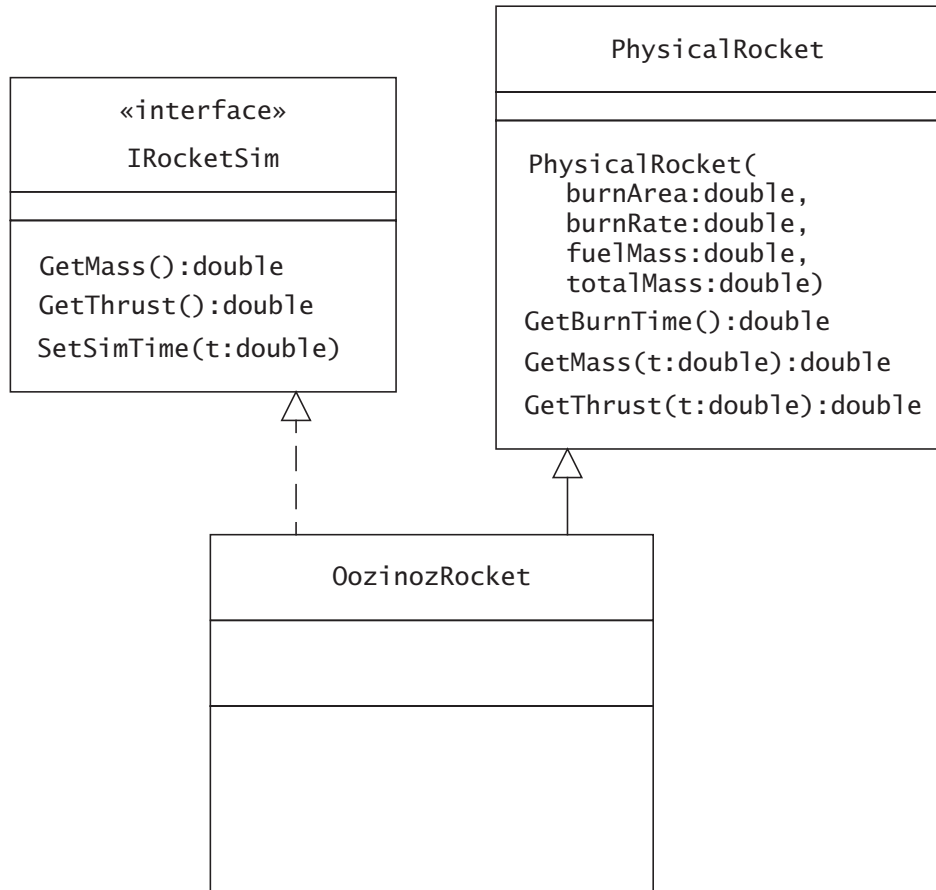 «interface»
IRocketSim
GetMass():double
GetThrust():double
SetSimTime(t:double)
PhysicalRocket
PhysicalRocket(
burnArea:double,
burnRate:double,
fuelMass:double,
totalMass:double)
GetBurnTime():double
GetMass(t:double):double
GetThrust(t:double):double
OozinozRocket